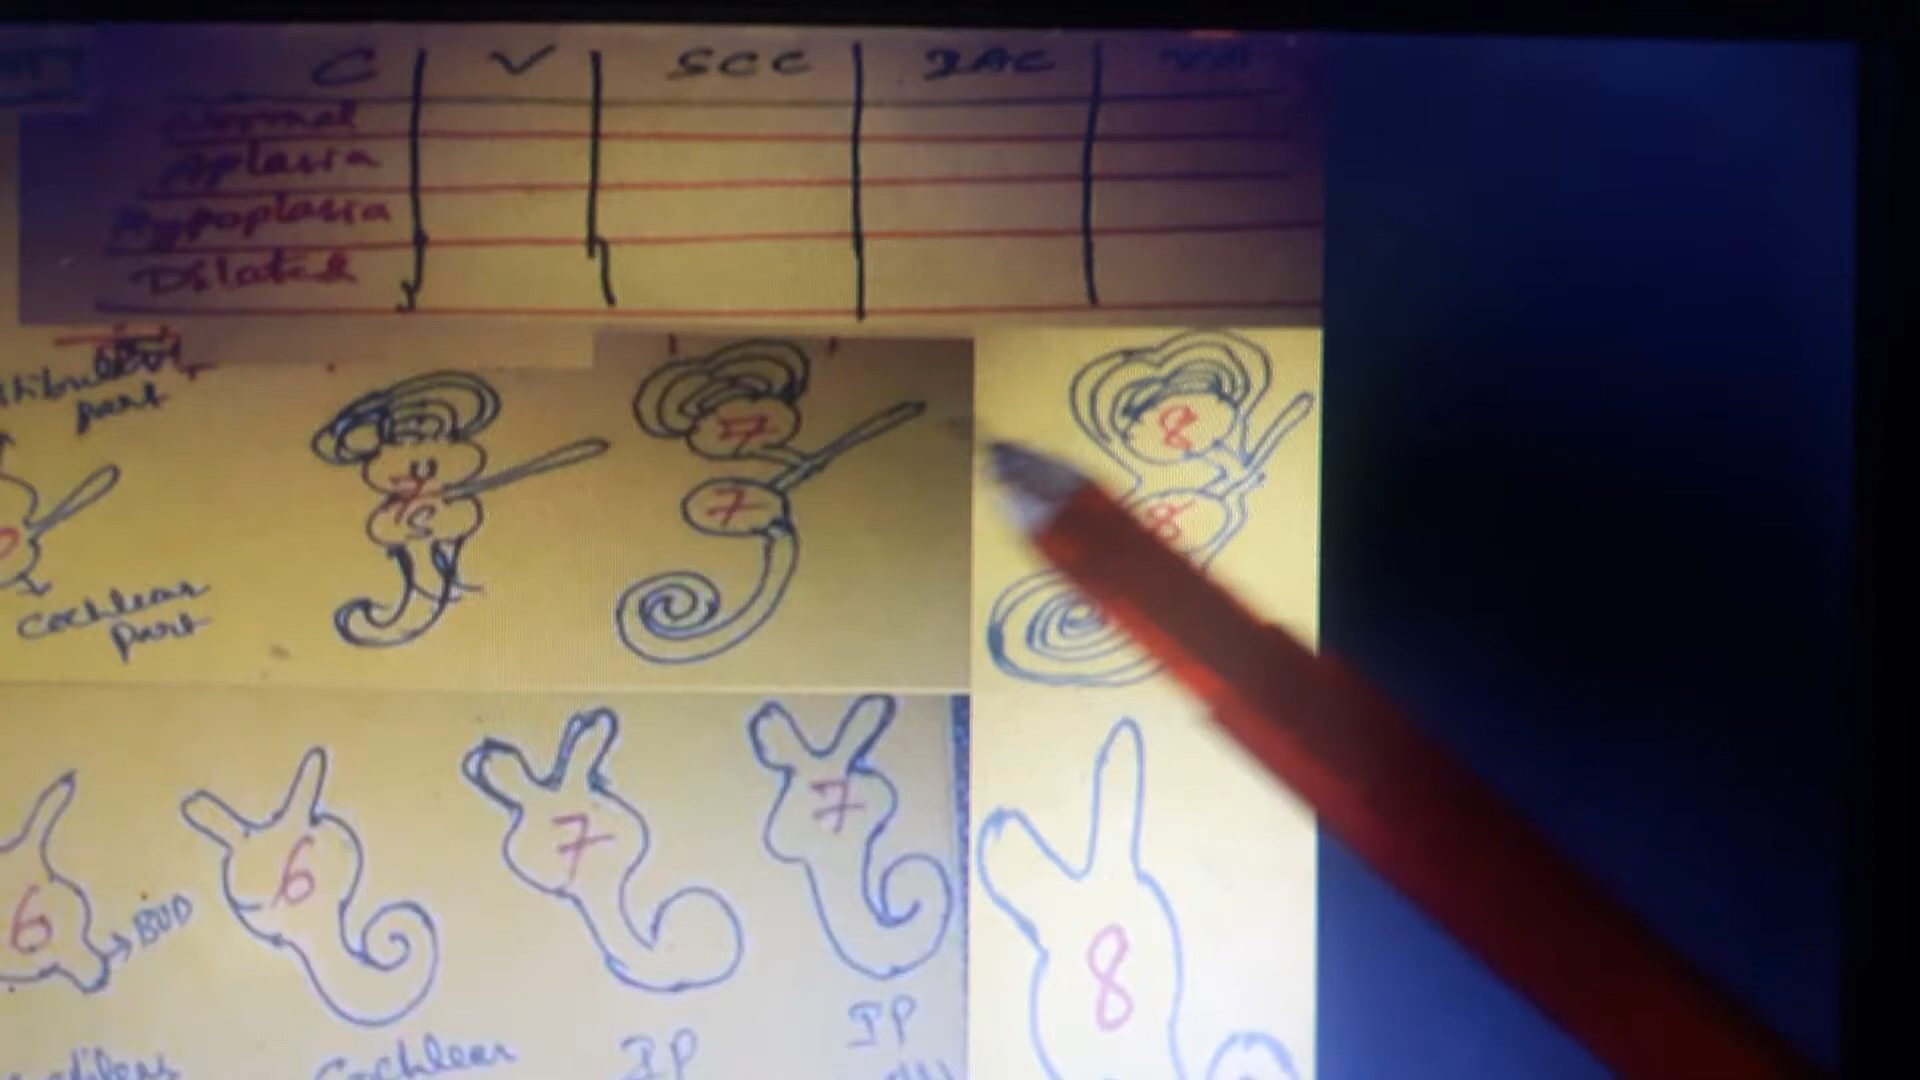 C V SCC IAC
Normal
Aplasia
Hypoplasia
Dilated
part
Cochlear
part
U
S
7
7
8
8
6
6
7
7
8
BUD
Cochlear
IP
IP